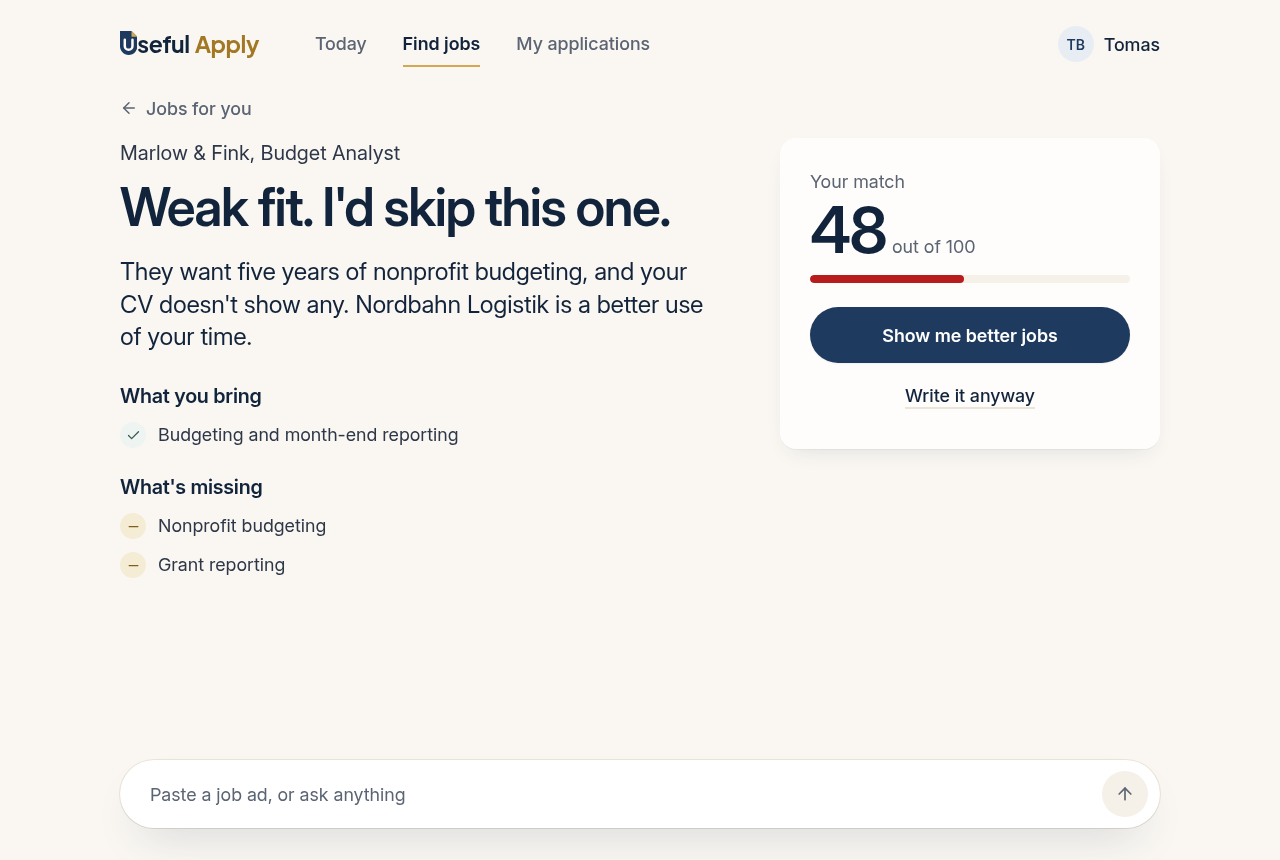 Useful Apply
Today
Find jobs
My applications
TB
Tomas
Jobs for you
Marlow & Fink, Budget Analyst
Weak fit. I'd skip this one.
They want five years of nonprofit budgeting, and your
CV doesn't show any. Nordbahn Logistik is a better use
of your time.
What you bring
Budgeting and month-end reporting
What's missing
Nonprofit budgeting
Grant reporting
Your match
48 out of 100
Show me better jobs
Write it anyway
Paste a job ad, or ask anything